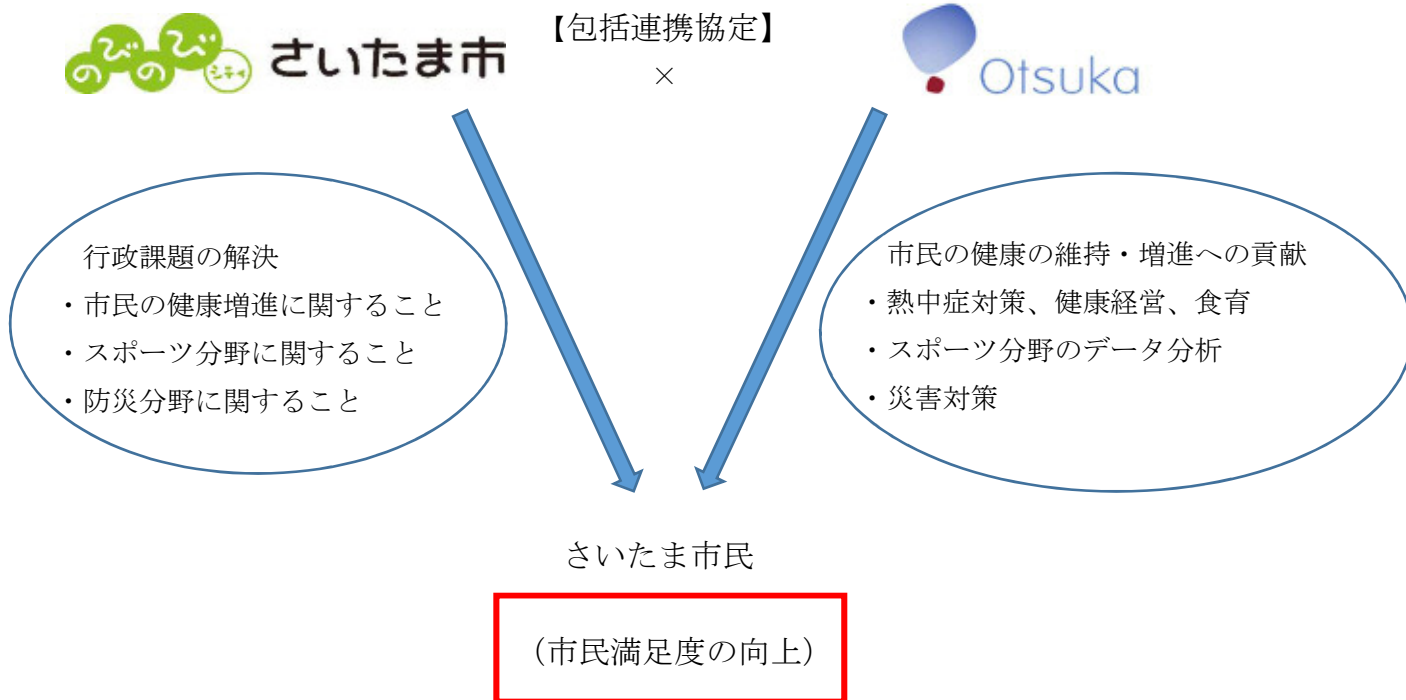 【包括連携協定】
のびのびシティ さいたま市
×
Otsuka
行政課題の解決
・市民の健康増進に関すること
・スポーツ分野に関すること
・防災分野に関すること
市民の健康の維持・増進への貢献
・熱中症対策、健康経営、食育
・スポーツ分野のデータ分析
・災害対策
さいたま市民
（市民満足度の向上）